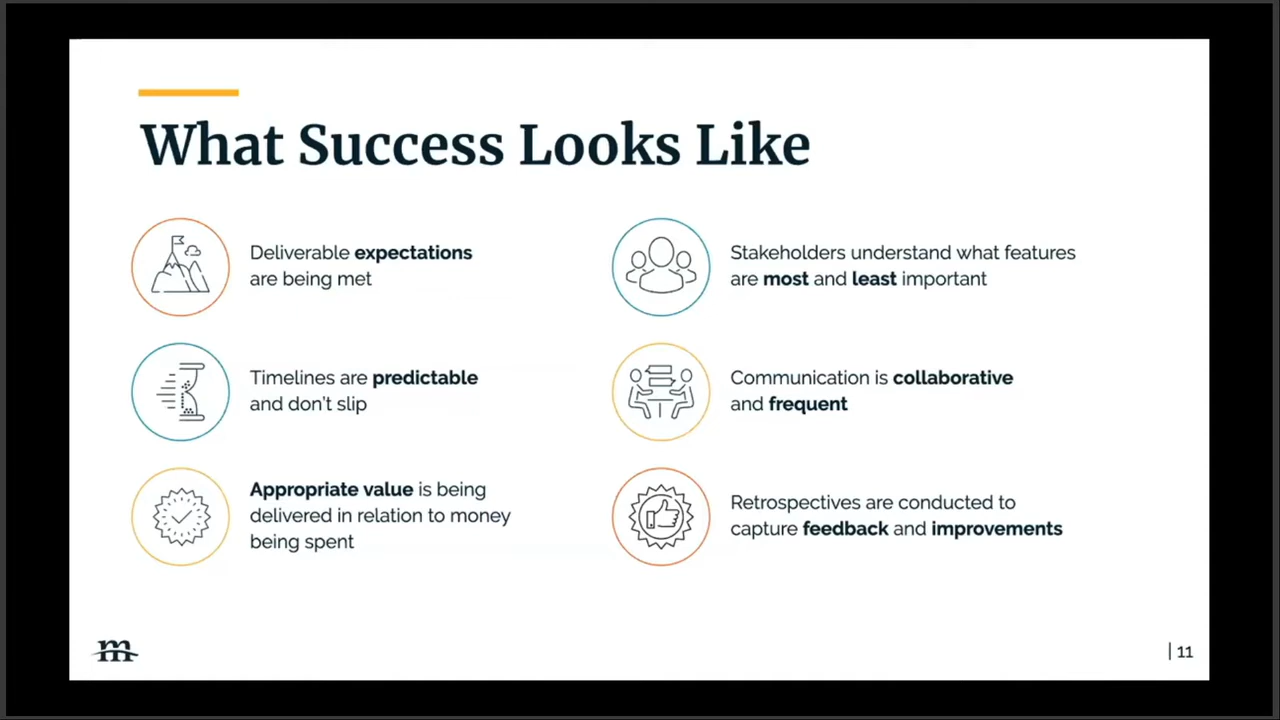 What Success Looks Like
Deliverable expectations
are being met
Timelines are predictable
and don't slip
Appropriate value is being
delivered in relation to money
being spent
Stakeholders understand what features
are most and least important
Communication is collaborative
and frequent
Retrospectives are conducted to
capture feedback and improvements
m
| 11